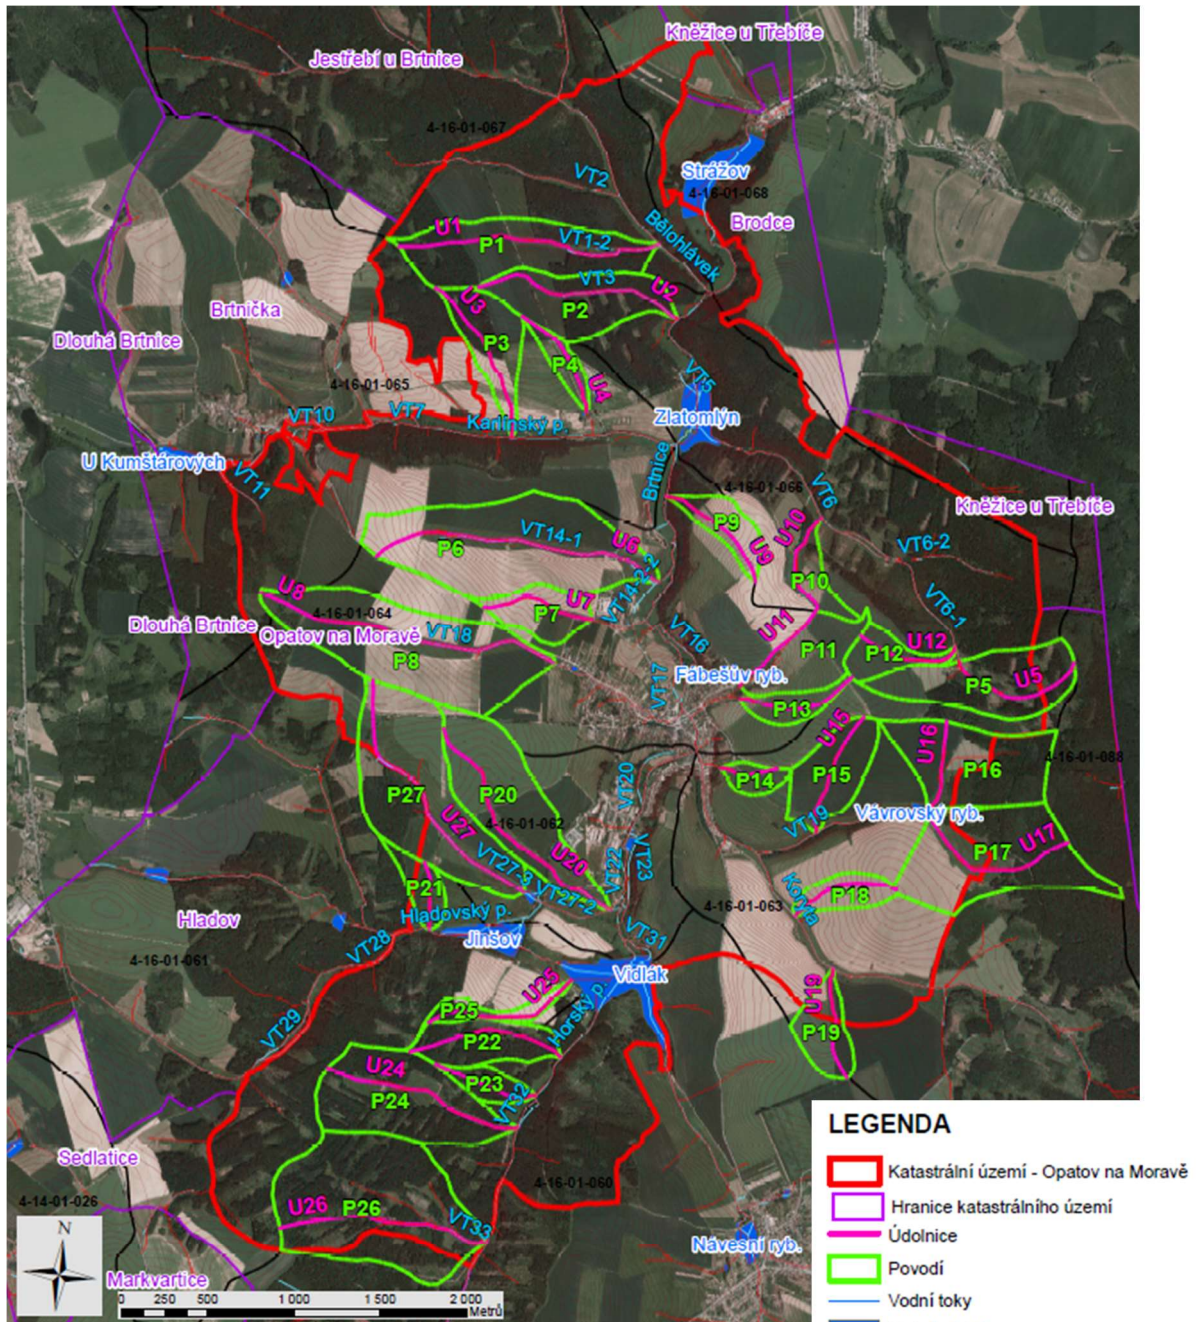 Kněžice u Třebíče
Jestřebí u Brtnice
4-16-01-067
Strážov
VT2
4-16-01-068
Brodce
Bělohlávek
U1
P1
VT1-2
VT3
U2
U3
P2
Brtnička
Dlouhá Brtnice
P3
P4
U4
VT5
4-16-01-065
VT10
VT7
Karlínský p.
Zlatomlýn
U Kumštárových
VT11
Brtnice
4-16-01-066
VT6
Kněžice u Třebíče
P9
U10
U9
VT14-1
U6
P6
VT6-2
P10
VT14-2-2
U8
4-16-01-064
U7
P7
VT6-1
U11
Dlouhá Brtnice
Opatov na Moravě
VT18
VT16
P8
P11
U12
P12
Fábešův ryb.
VT17
P5
U5
P13
U15
U16
4-16-01-088
P14
P15
P16
VT20
P27
P20
U27
4-16-01-062
VT19
Vávrovský ryb.
U17
P17
U20
VT22
VT23
VT27-3
VT27-2
P21
Hladovský p.
Koryta
P18
Hladov
4-16-01-063
Jinšov
VT31
VT28
4-16-01-061
Vidlák
U25
Horský p.
U19
P25
P19
VT29
P22
U24
P23
P24
VT32
LEGENDA
Katastrální území - Opatov na Moravě
Hranice katastrálního území
Údolnice
Povodí
Vodní toky
Sedlatice
4-14-01-026
4-16-01-060
U26
P26
VT33
N
Návesní ryb.
Markvartice
0 250 500 1 000 1 500 2 000
Metrů